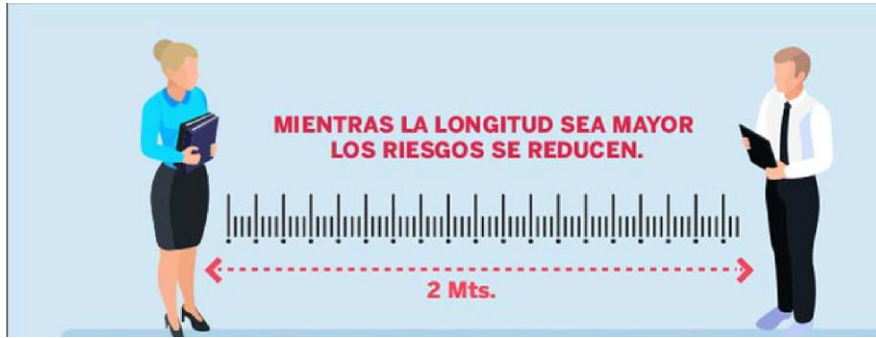 MIENTRAS LA LONGITUD SEA MAYOR
LOS RIESGOS SE REDUCEN.
2 Mts.